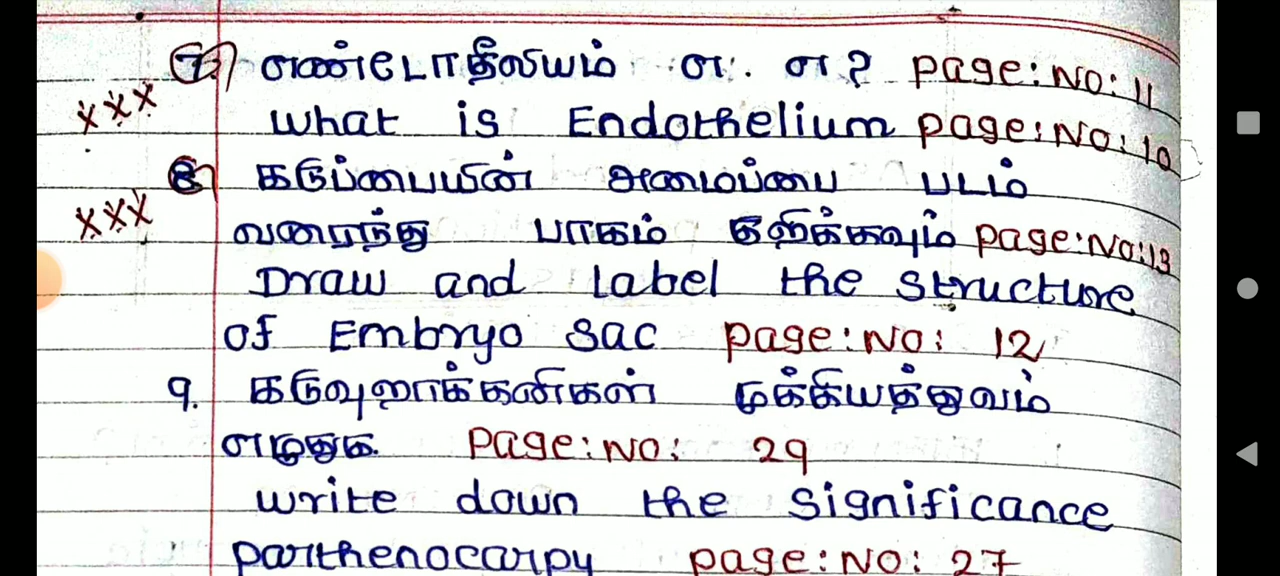 7) எண்டோதீலியம் எ. எ? page:No: 11
xxx
What is Endothelium page:No:10
8) கருப்பையின் அமைப்பை படம்
xxx
வரைந்து பாகம் குறிக்கவும் page:No:13
Draw and Label the structure
of Embryo sac page:No: 12
9. கருவுறாக்கனிகள் முக்கியத்துவம்
எழுதுக. page:No: 29
Write down the significance
parthenocarpy page:No: 27